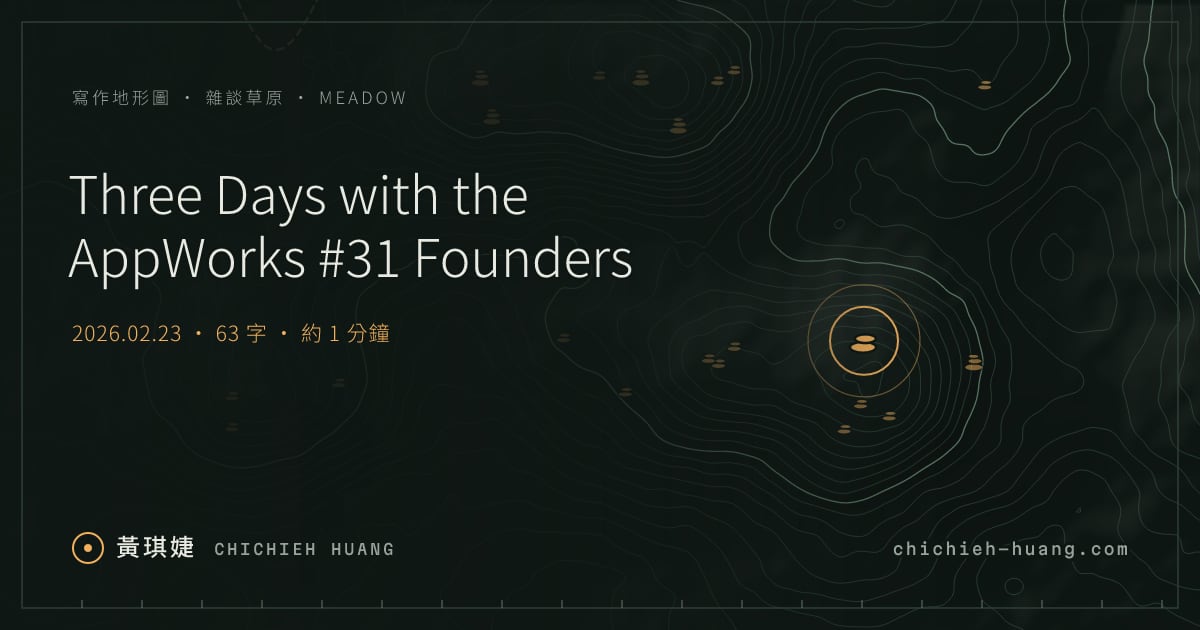 寫作地形圖 · 雜談草原 · MEADOW
Three Days with the
AppWorks #31 Founders
2026.02.23 · 63 字 · 約 1 分鐘
黃琪婕 CHICHIEH HUANG
chichieh-huang.com